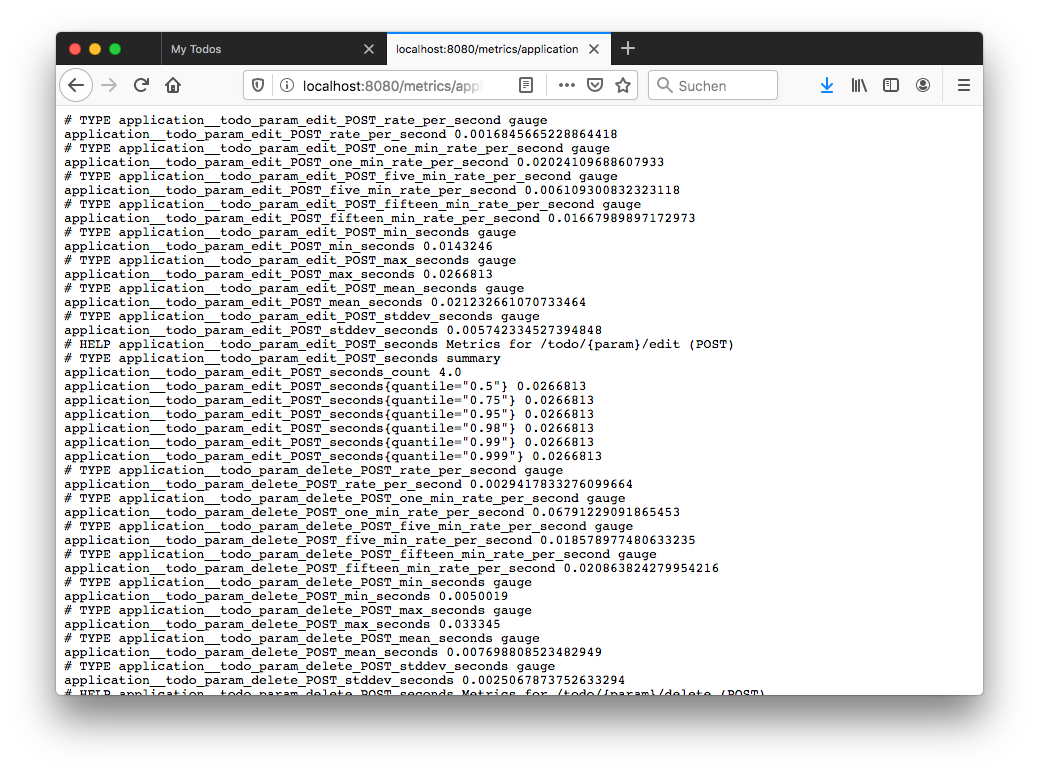 My Todos
localhost:8080/metrics/application
localhost:8080/metrics/appl
Suchen
# TYPE application__todo_param_edit_POST_rate_per_second gauge
application__todo_param_edit_POST_rate_per_second 0.0016845665228864418
# TYPE application__todo_param_edit_POST_one_min_rate_per_second gauge
application__todo_param_edit_POST_one_min_rate_per_second 0.02024109688607933
# TYPE application__todo_param_edit_POST_five_min_rate_per_second gauge
application__todo_param_edit_POST_five_min_rate_per_second 0.006109300832323118
# TYPE application__todo_param_edit_POST_fifteen_min_rate_per_second gauge
application__todo_param_edit_POST_fifteen_min_rate_per_second 0.01667989897172973
# TYPE application__todo_param_edit_POST_min_seconds gauge
application__todo_param_edit_POST_min_seconds 0.0143246
# TYPE application__todo_param_edit_POST_max_seconds gauge
application__todo_param_edit_POST_max_seconds 0.0266813
# TYPE application__todo_param_edit_POST_mean_seconds gauge
application__todo_param_edit_POST_mean_seconds 0.021232661070733464
# TYPE application__todo_param_edit_POST_stddev_seconds gauge
application__todo_param_edit_POST_stddev_seconds 0.005742334527394848
# HELP application__todo_param_edit_POST_seconds Metrics for /todo/{param}/edit (POST)
# TYPE application__todo_param_edit_POST_seconds summary
application__todo_param_edit_POST_seconds_count 4.0
application__todo_param_edit_POST_seconds{quantile="0.5"} 0.0266813
application__todo_param_edit_POST_seconds{quantile="0.75"} 0.0266813
application__todo_param_edit_POST_seconds{quantile="0.95"} 0.0266813
application__todo_param_edit_POST_seconds{quantile="0.98"} 0.0266813
application__todo_param_edit_POST_seconds{quantile="0.99"} 0.0266813
application__todo_param_edit_POST_seconds{quantile="0.999"} 0.0266813
# TYPE application__todo_param_delete_POST_rate_per_second gauge
application__todo_param_delete_POST_rate_per_second 0.0029417833276099664
# TYPE application__todo_param_delete_POST_one_min_rate_per_second gauge
application__todo_param_delete_POST_one_min_rate_per_second 0.06791229091865453
# TYPE application__todo_param_delete_POST_five_min_rate_per_second gauge
application__todo_param_delete_POST_five_min_rate_per_second 0.018578977480633235
# TYPE application__todo_param_delete_POST_fifteen_min_rate_per_second gauge
application__todo_param_delete_POST_fifteen_min_rate_per_second 0.020863824279954216
# TYPE application__todo_param_delete_POST_min_seconds gauge
application__todo_param_delete_POST_min_seconds 0.0050019
# TYPE application__todo_param_delete_POST_max_seconds gauge
application__todo_param_delete_POST_max_seconds 0.033345
# TYPE application__todo_param_delete_POST_mean_seconds gauge
application__todo_param_delete_POST_mean_seconds 0.007698808523482949
# TYPE application__todo_param_delete_POST_stddev_seconds gauge
application__todo_param_delete_POST_stddev_seconds 0.0025067873752633294
# HELP application__todo_param_delete_POST_seconds Metrics for /todo/{param}/delete (POST)